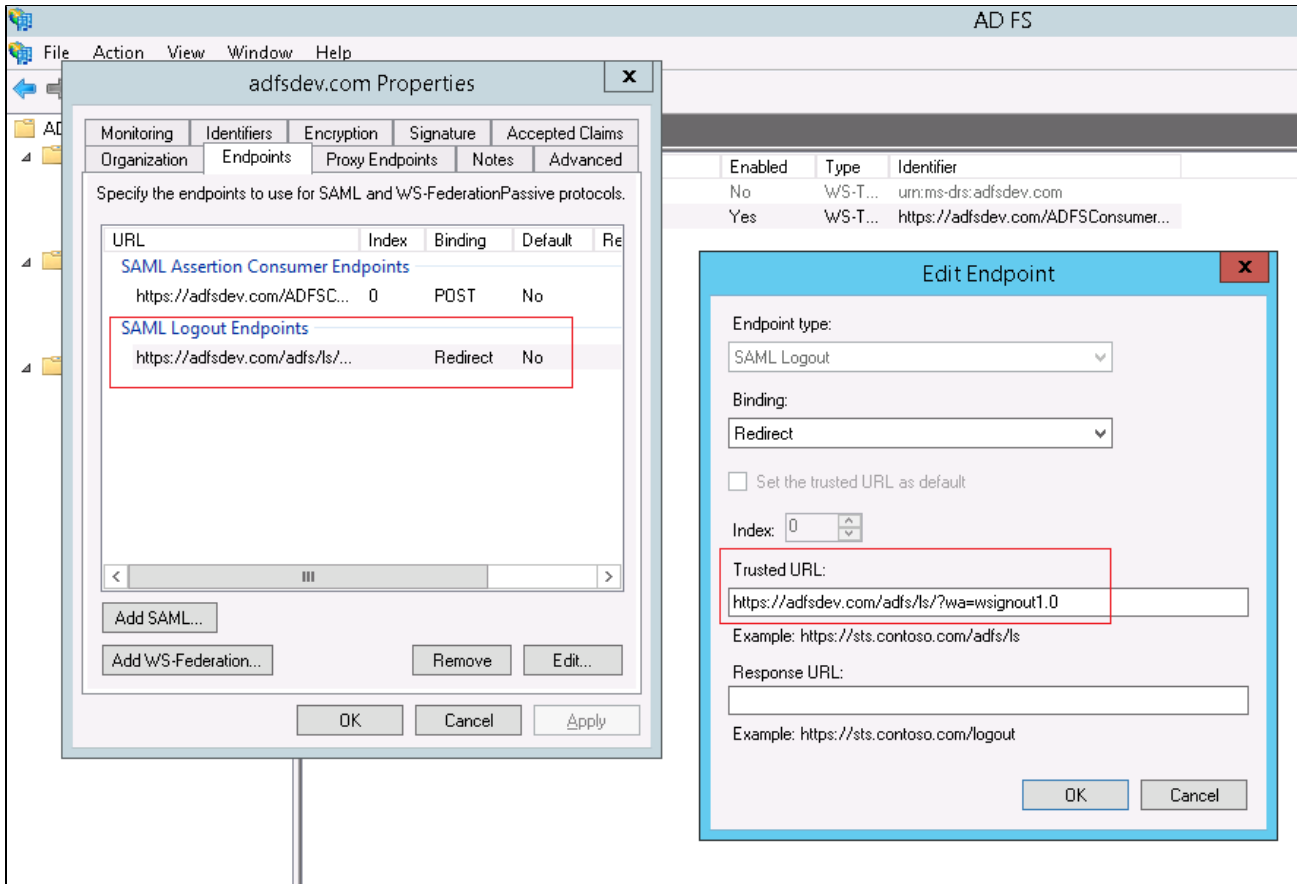 AD FS
File Action View Window Help
adfsdev.com Properties
x
AD
Monitoring Identifiers Encryption Signature Accepted Claims
Organization Endpoints Proxy Endpoints Notes Advanced
Specify the endpoints to use for SAML and WS-FederationPassive protocols.
URL Index Binding Default Re
SAML Assertion Consumer Endpoints
https://adfsdev.com/ADFSC... 0 POST No
SAML Logout Endpoints
https://adfsdev.com/adfs/ls/... Redirect No
Add SAML...
Add WS-Federation... Remove Edit...
OK Cancel Apply
Enabled Type Identifier
No WS-T... urn:ms-drs:adfsdev.com
Yes WS-T... https://adfsdev.com/ADFSConsumer...
Edit Endpoint
x
Endpoint type:
SAML Logout
Binding:
Redirect
Set the trusted URL as default
Index: 0
Trusted URL:
https://adfsdev.com/adfs/ls/?wa=wsignout1.0
Example: https://sts.contoso.com/adfs/ls
Response URL:
Example: https://sts.contoso.com/logout
OK Cancel